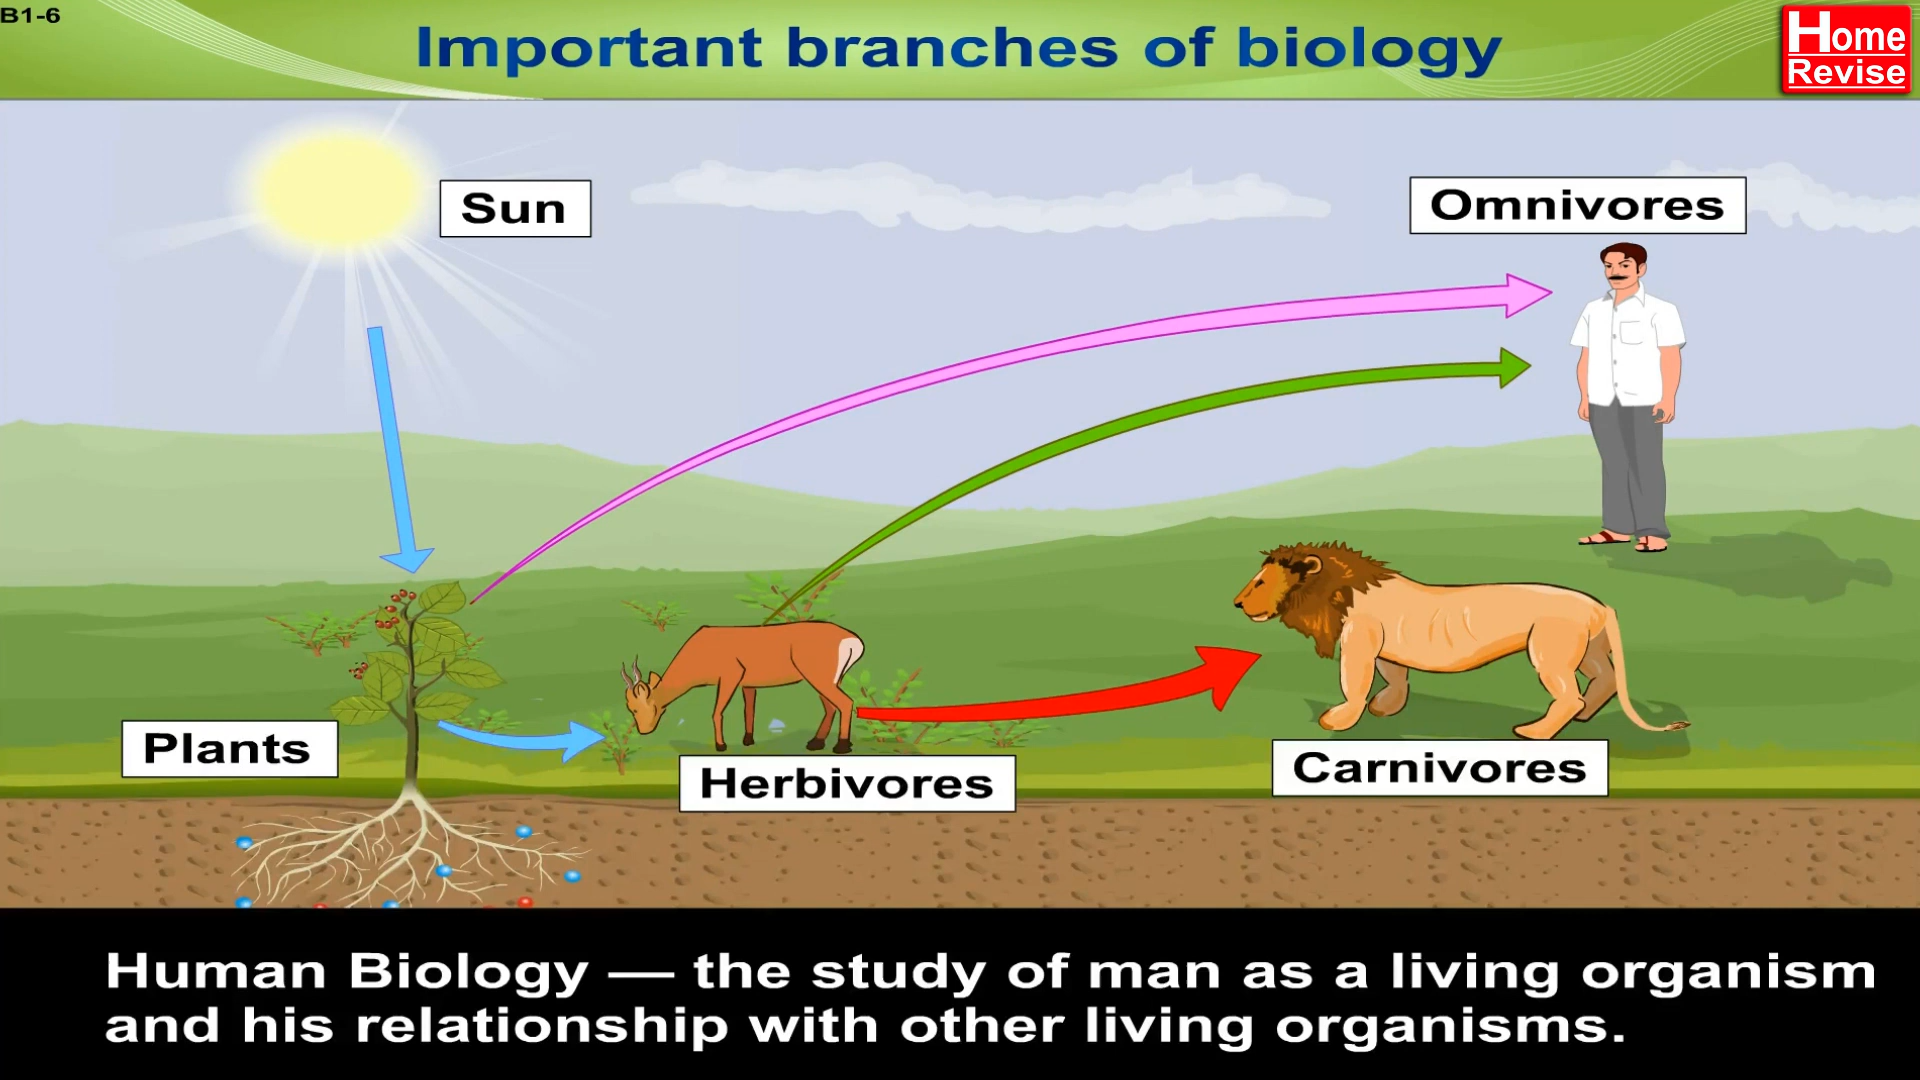 B1-6
Important branches of biology
Home
Revise
Sun
Omnivores
Plants
Herbivores
Carnivores
Human Biology — the study of man as a living organism
and his relationship with other living organisms.